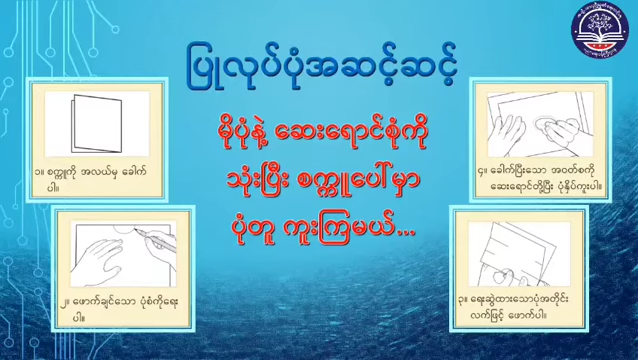 ပြုလုပ်ပုံအဆင့်ဆင့်
မိုပုံနဲ့ ဆေးရောင်စုံကို
သုံးပြီး စက္ကူပေါ်မှာ
ပုံတူ ကူးကြမယ်...
၁။ စက္ကူကို အလယ်မှ ခေါက်
ပါ။
၂။ ဖောက်ချင်သော ပုံစံကိုရေး
ပါ။
၃။ ရေးဆွဲထားသောပုံအတိုင်း
လက်ဖြင့် ဖောက်ပါ။
၄။ ခေါက်ပြီးသော အဝတ်စကို
ဆေးရောင်တို့ပြီး ပုံနှိပ်ကူးပါ။